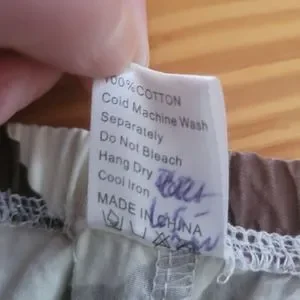 100% COTTON
Cold Machine Wash
Separately
Do Not Bleach
Hang Dry
Cool Iron
MADE IN CHINA